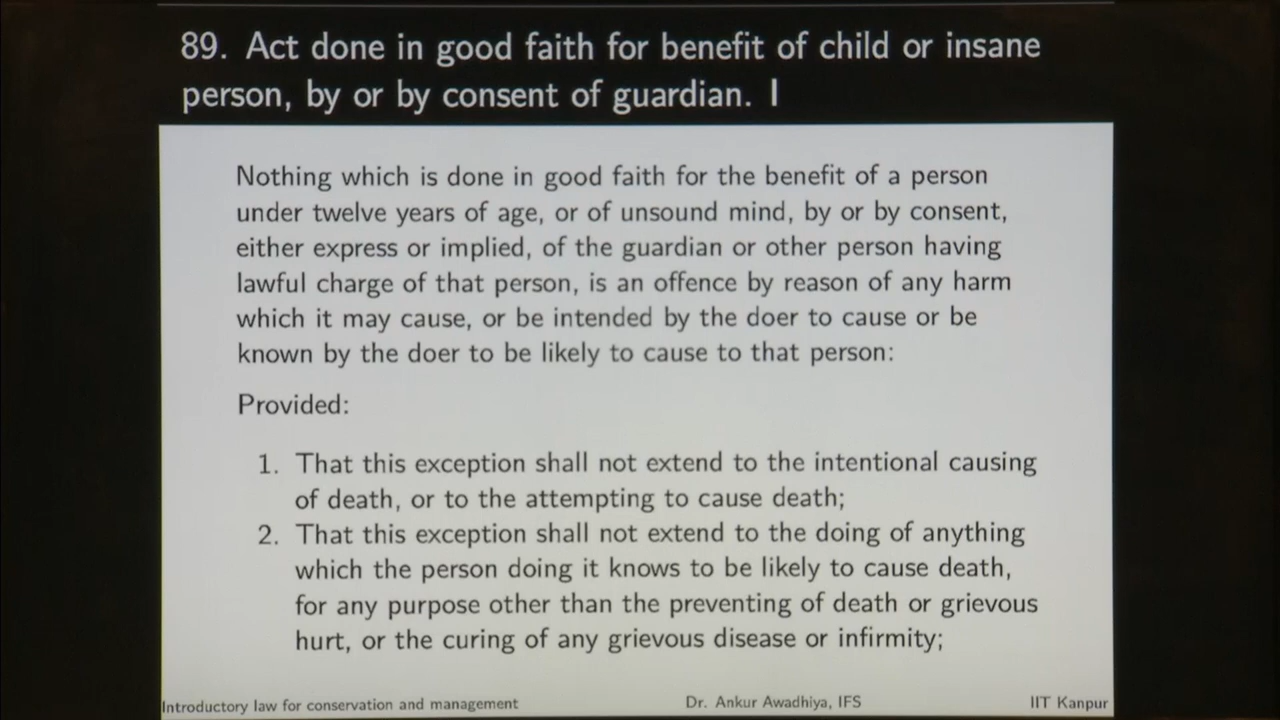 89. Act done in good faith for benefit of child or insane
person, by or by consent of guardian. I
Nothing which is done in good faith for the benefit of a person
under twelve years of age, or of unsound mind, by or by consent,
either express or implied, of the guardian or other person having
lawful charge of that person, is an offence by reason of any harm
which it may cause, or be intended by the doer to cause or be
known by the doer to be likely to cause to that person:
Provided:
1. That this exception shall not extend to the intentional causing
of death, or to the attempting to cause death;
2. That this exception shall not extend to the doing of anything
which the person doing it knows to be likely to cause death,
for any purpose other than the preventing of death or grievous
hurt, or the curing of any grievous disease or infirmity;
Introductory law for conservation and management Dr. Ankur Awadhiya, IFS IIT Kanpur